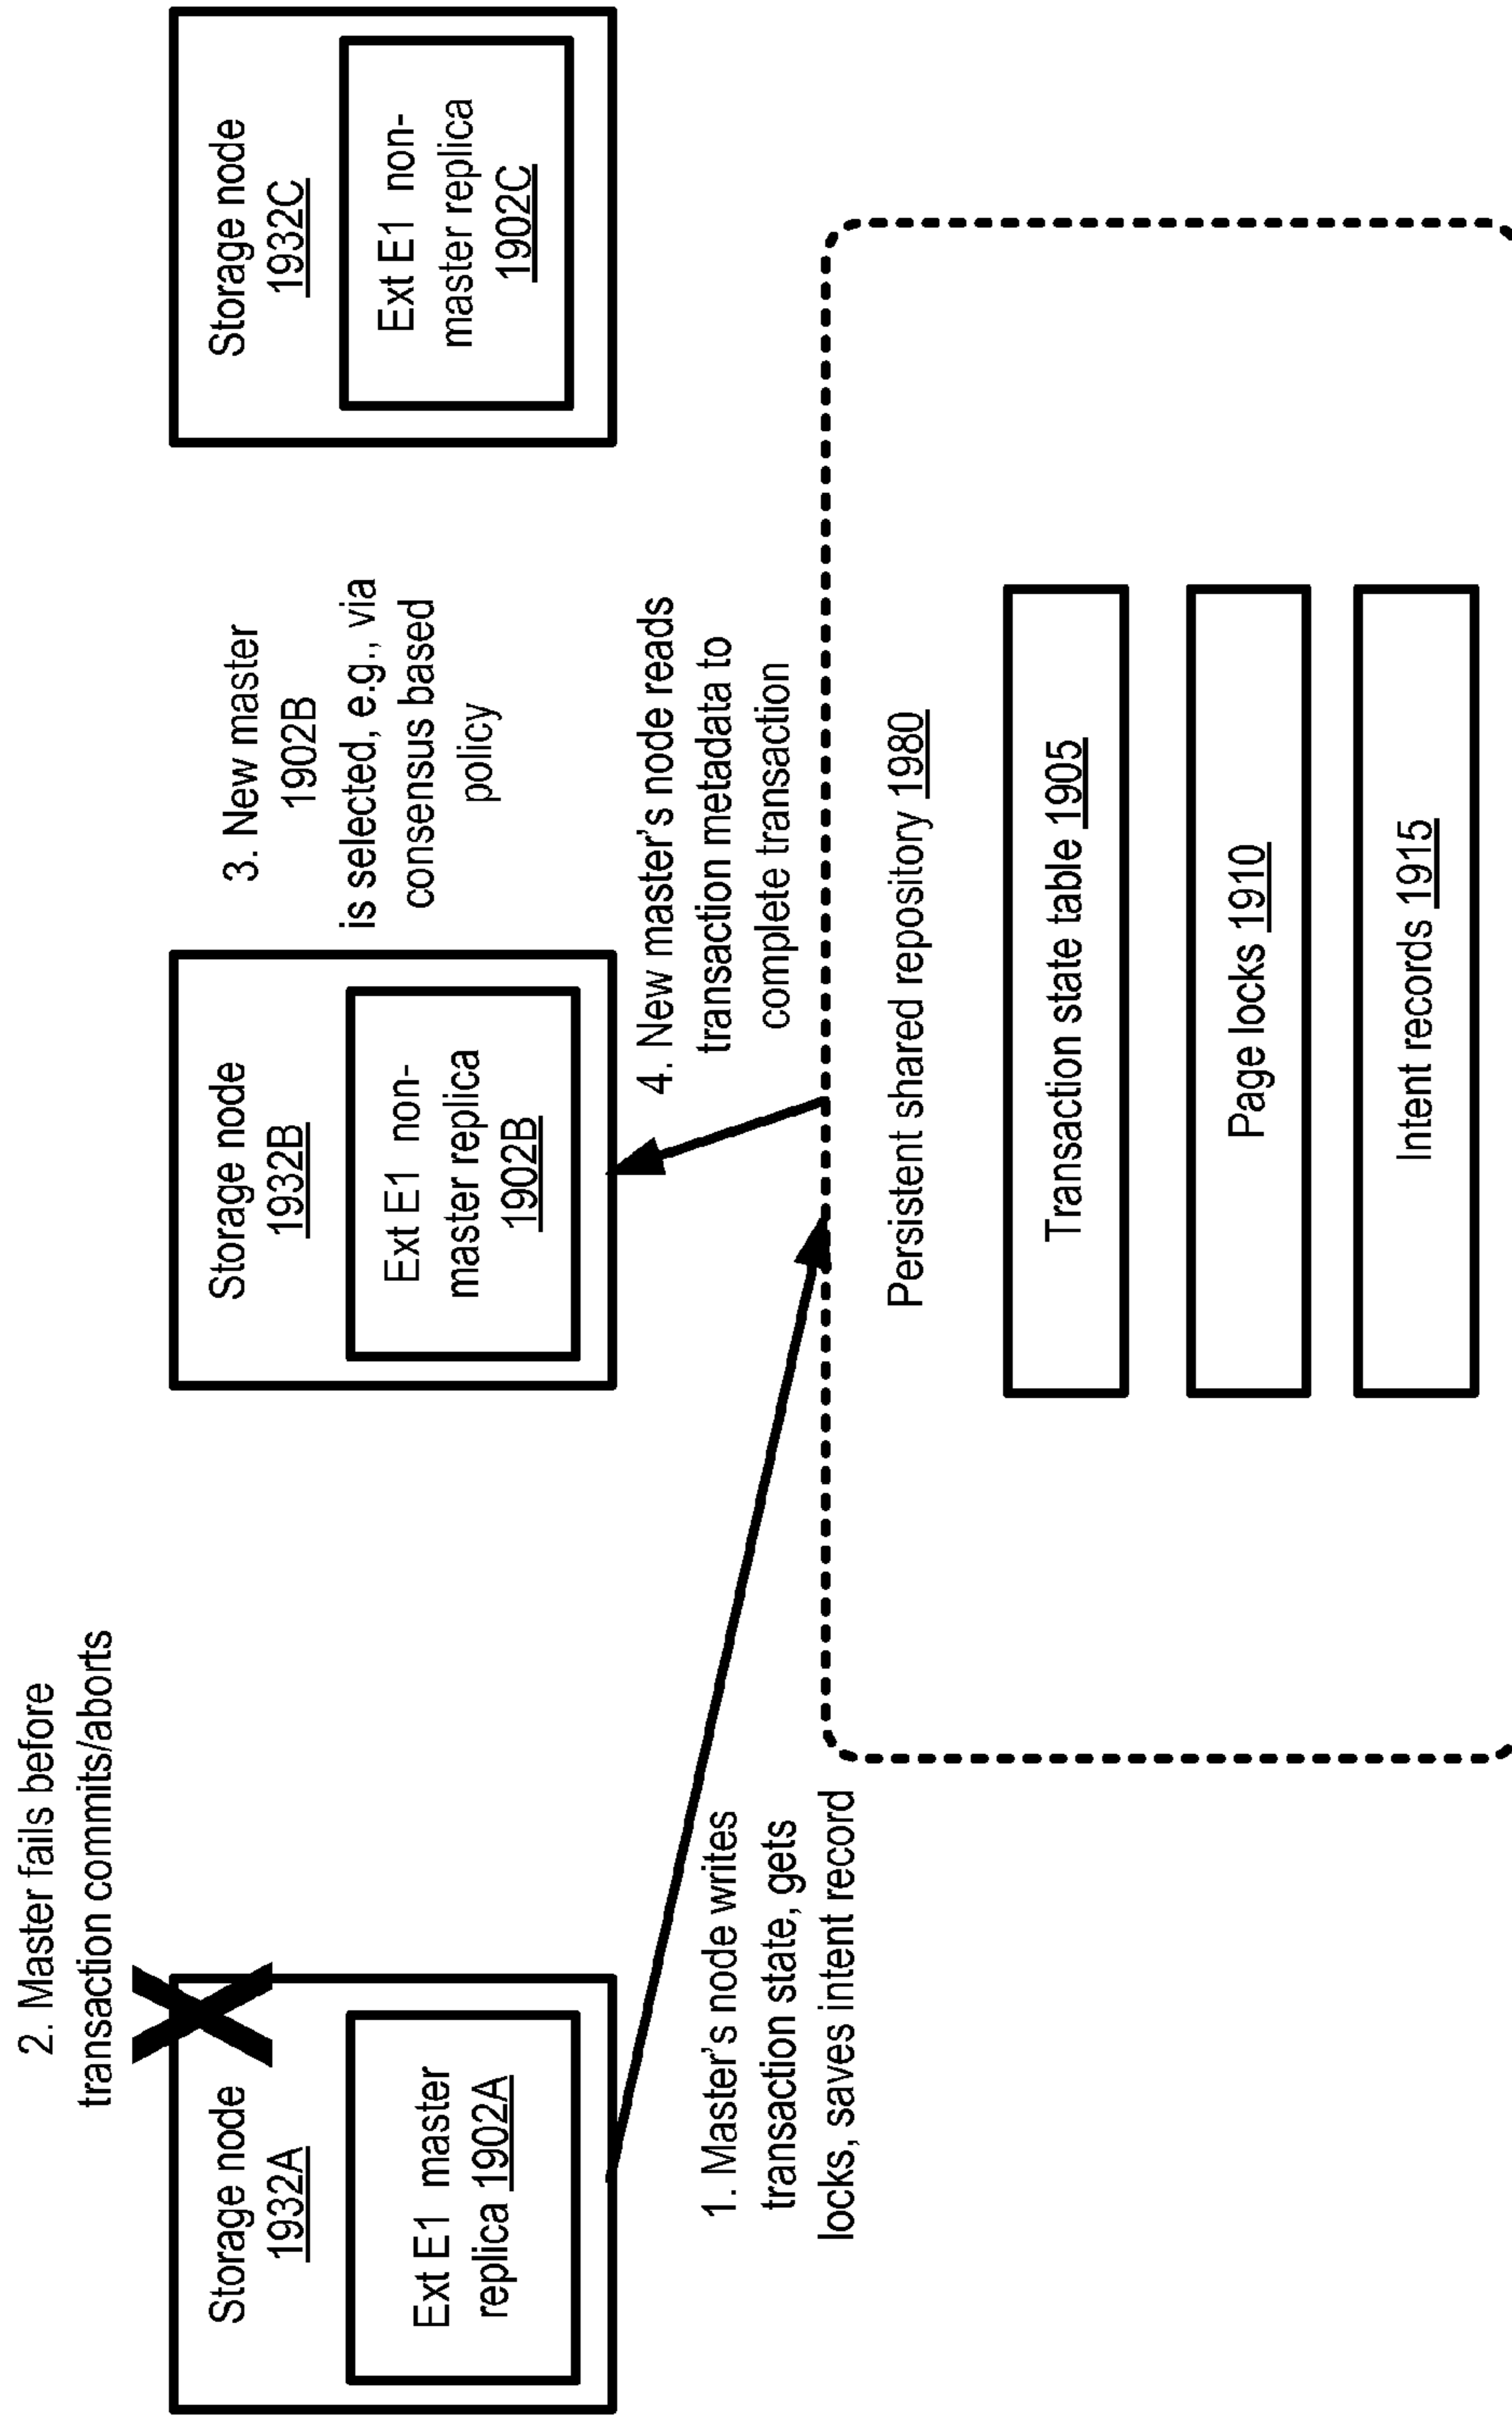 2. Master fails before
transaction commits/aborts
Storage node
1932A
Ext E1 master
replica 1902A
1. Master's node writes
transaction state, gets
locks, saves intent record
Storage node
1932B
Ext E1 non-
master replica
1902B
3. New master
1902B
is selected, e.g., via
consensus based
policy
4. New master's node reads
transaction metadata to
complete transaction
Storage node
1932C
Ext E1 non-
master replica
1902C
Persistent shared repository 1980
Transaction state table 1905
Page locks 1910
Intent records 1915